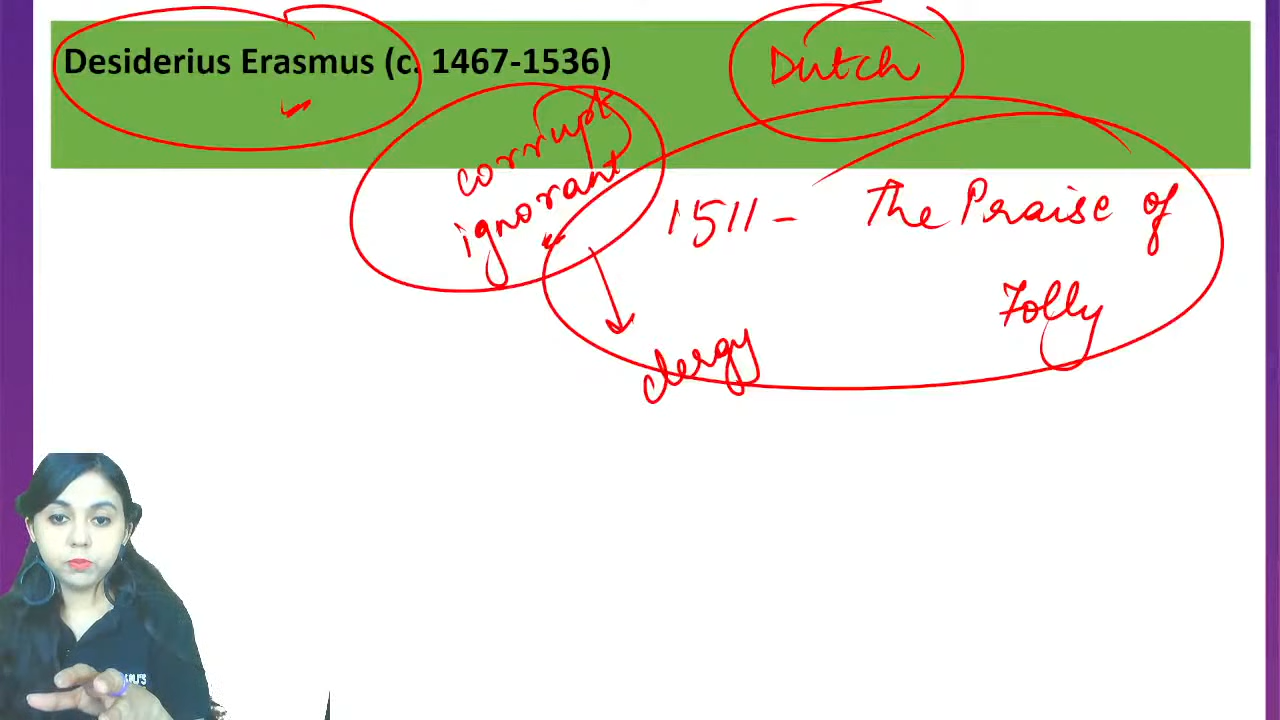 Desiderius Erasmus (c. 1467-1536)
Dutch
corrupt
ignorant
1511 - The Praise of
Folly
clergy